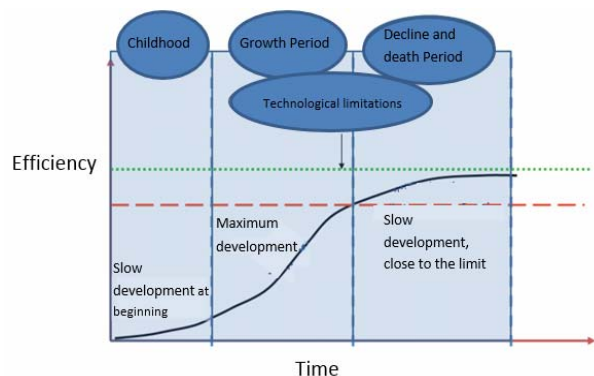 Childhood
Growth Period
Decline and
death Period
Technological limitations
Efficiency
Maximum
development
Slow
development,
close to the limit
Slow
development at
beginning
Time